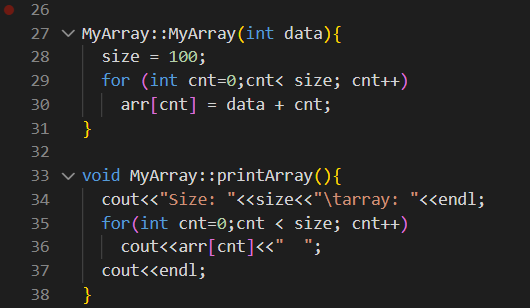 26
27 MyArray::MyArray(int data){
28   size = 100;
29   for (int cnt=0;cnt< size; cnt++)
30     arr[cnt] = data + cnt;
31 }
32
33 void MyArray::printArray(){
34   cout<<"Size: "<<size<<"\tarray: "<<endl;
35   for(int cnt=0;cnt < size; cnt++)
36     cout<<arr[cnt]<<"  ";
37   cout<<endl;
38 }